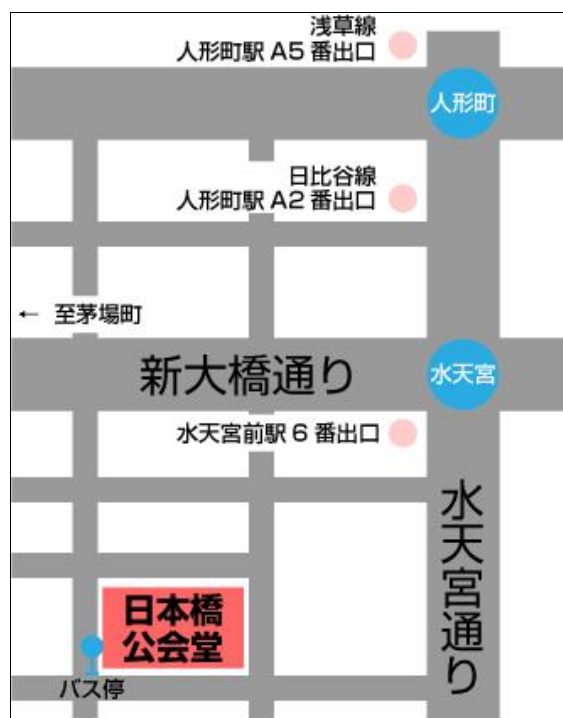 浅草線
人形町駅 A5 番出口
人形町
日比谷線
人形町駅 A2 番出口
← 至茅場町
新大橋通り
水天宮
水天宮前駅 6 番出口
水天宮通り
日本橋
公会堂
バス停